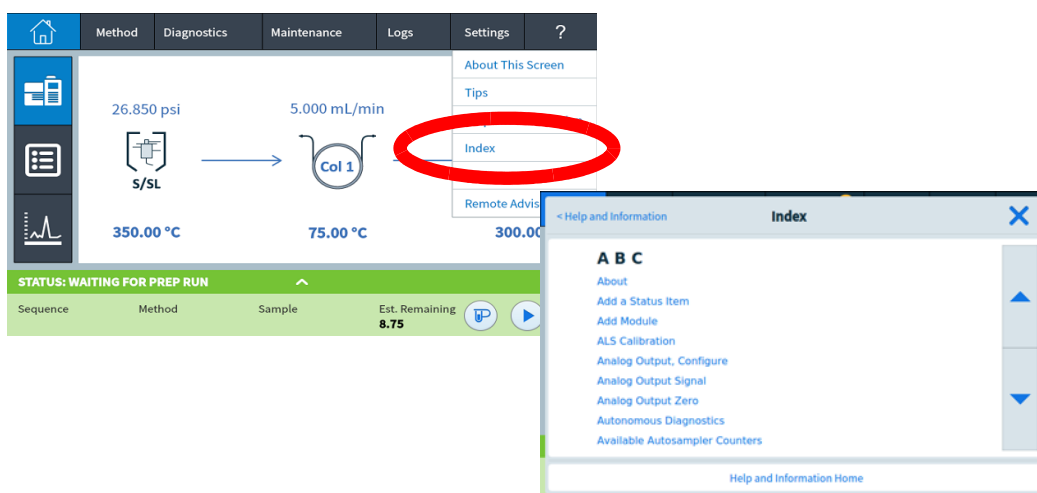 Method Diagnostics Maintenance Logs Settings ?
About This Screen
Tips
Index
Remote Advis
26.850 psi 5.000 mL/min
Col 1
S/SL
350.00 °C 75.00 °C 300.00
STATUS: WAITING FOR PREP RUN
Sequence Method Sample Est. Remaining
8.75
< Help and Information Index
A B C
About
Add a Status Item
Add Module
ALS Calibration
Analog Output, Configure
Analog Output Signal
Analog Output Zero
Autonomous Diagnostics
Available Autosampler Counters
Help and Information Home